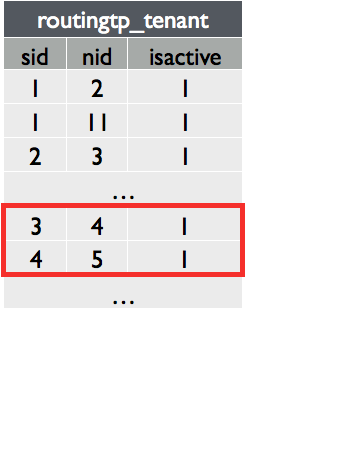 routingtp_tenant
sid nid isactive
1 2 1
1 11 1
2 3 1
...
3 4 1
4 5 1
...